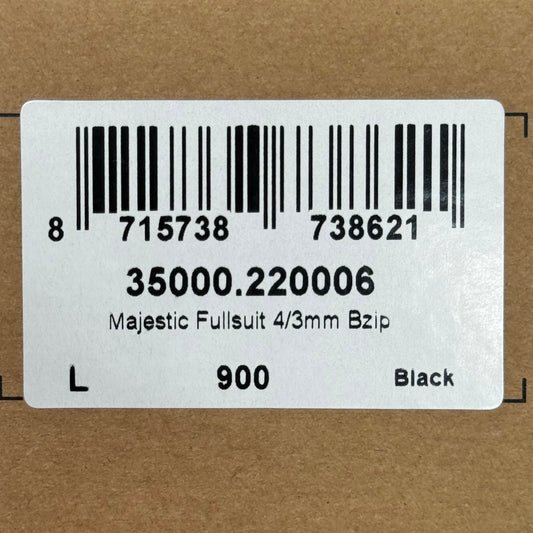 8 715738 738621
35000.220006
Majestic Fullsuit 4/3mm Bzip
L 900 Black